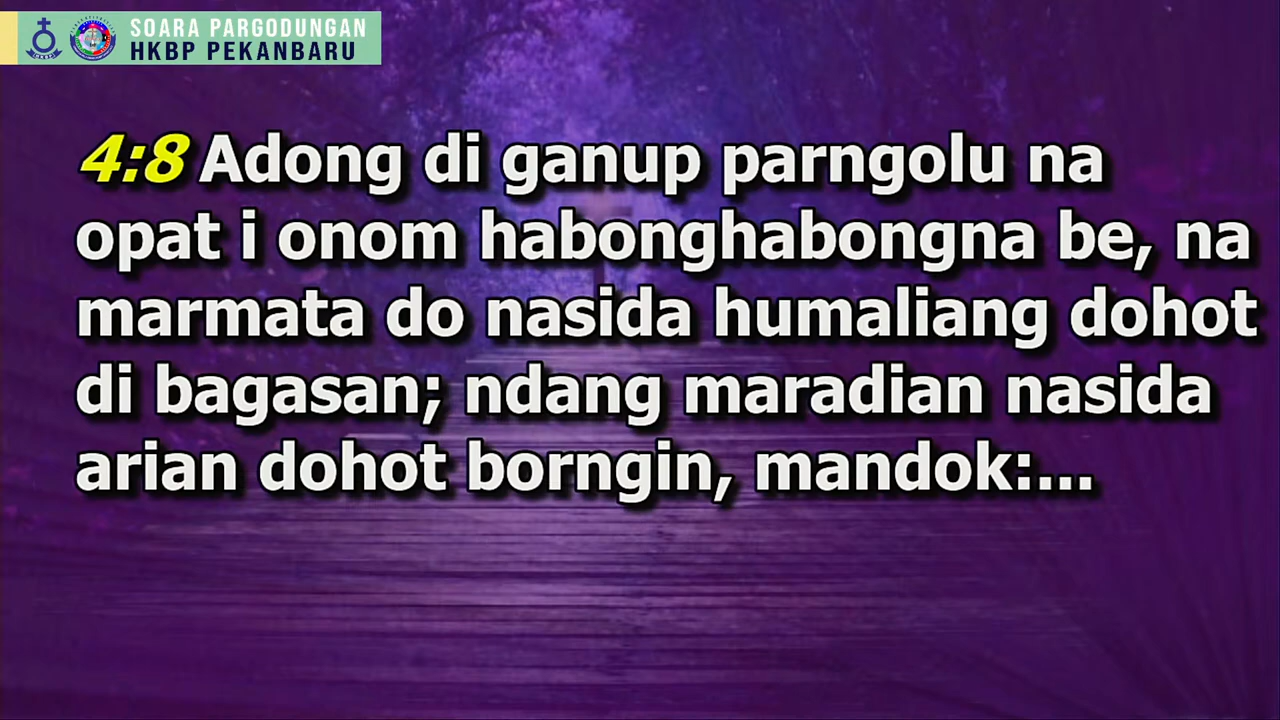 SOARA PARGODUNGAN
HKBP PEKANBARU
4:8 Adong di ganup parngolu na
opat i onom habonghabongna be, na
marmata do nasida humaliang dohot
di bagasan; ndang maradian nasida
arian dohot borngin, mandok:...